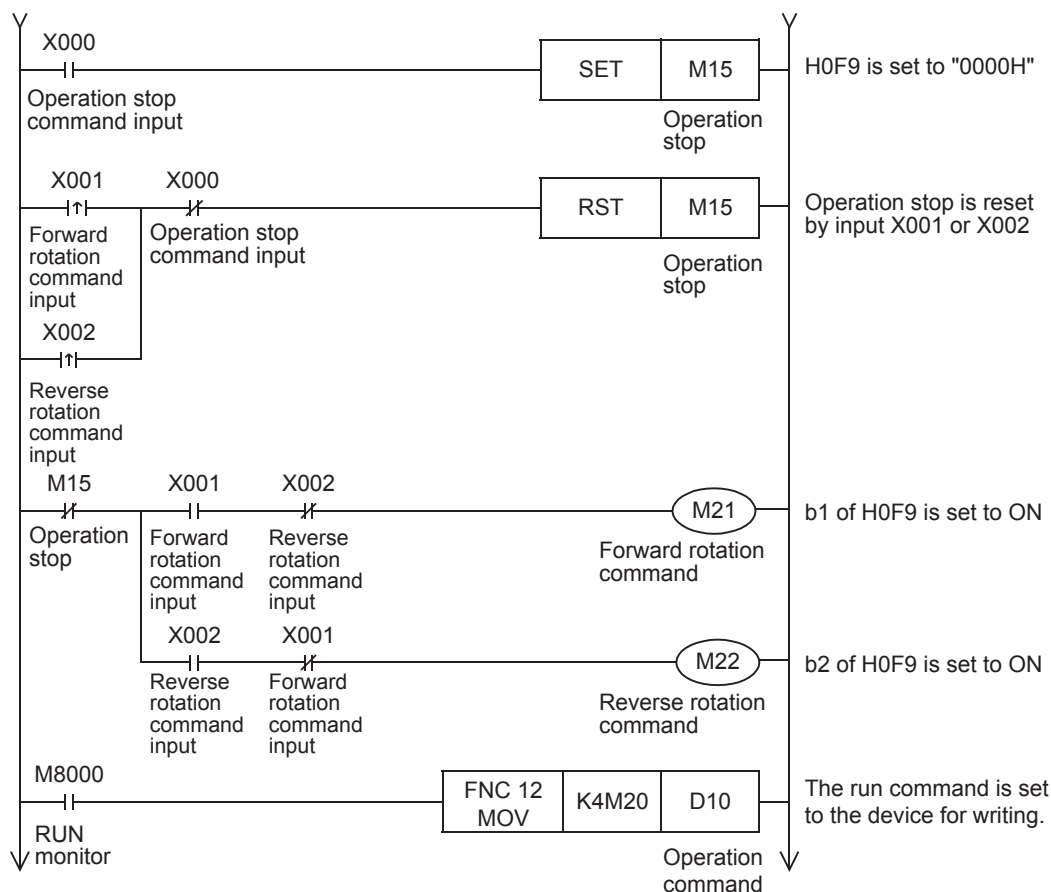 X000
SET M15
H0F9 is set to "0000H"
Operation stop
command input
Operation
stop
X001 X000
RST M15
Operation stop is reset
by input X001 or X002
Forward
rotation
command
input
Operation stop
command input
Operation
stop
X002
Reverse
rotation
command
input
M15 X001 X002
M21
b1 of H0F9 is set to ON
Operation
stop
Forward
rotation
command
input
Reverse
rotation
command
input
Forward rotation
command
X002 X001
M22
b2 of H0F9 is set to ON
Reverse
rotation
command
input
Forward
rotation
command
input
Reverse rotation
command
M8000
FNC 12
MOV
K4M20 D10
The run command is set
to the device for writing.
RUN
monitor
Operation
command